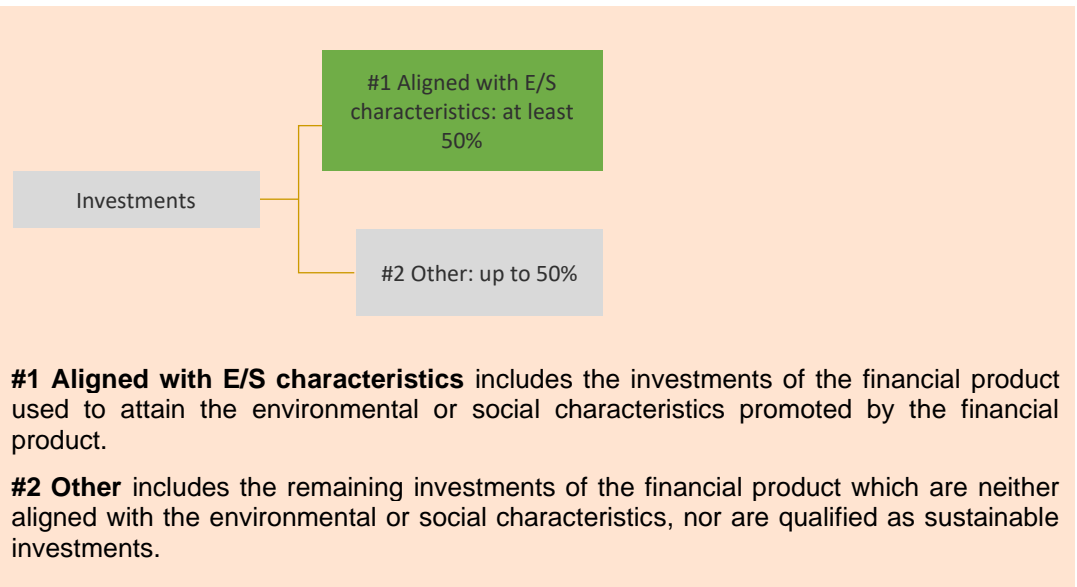 #1 Aligned with E/S
characteristics: at least
50%
Investments
#2 Other: up to 50%
#1 Aligned with E/S characteristics includes the investments of the financial product
used to attain the environmental or social characteristics promoted by the financial
product.
#2 Other includes the remaining investments of the financial product which are neither
aligned with the environmental or social characteristics, nor are qualified as sustainable
investments.